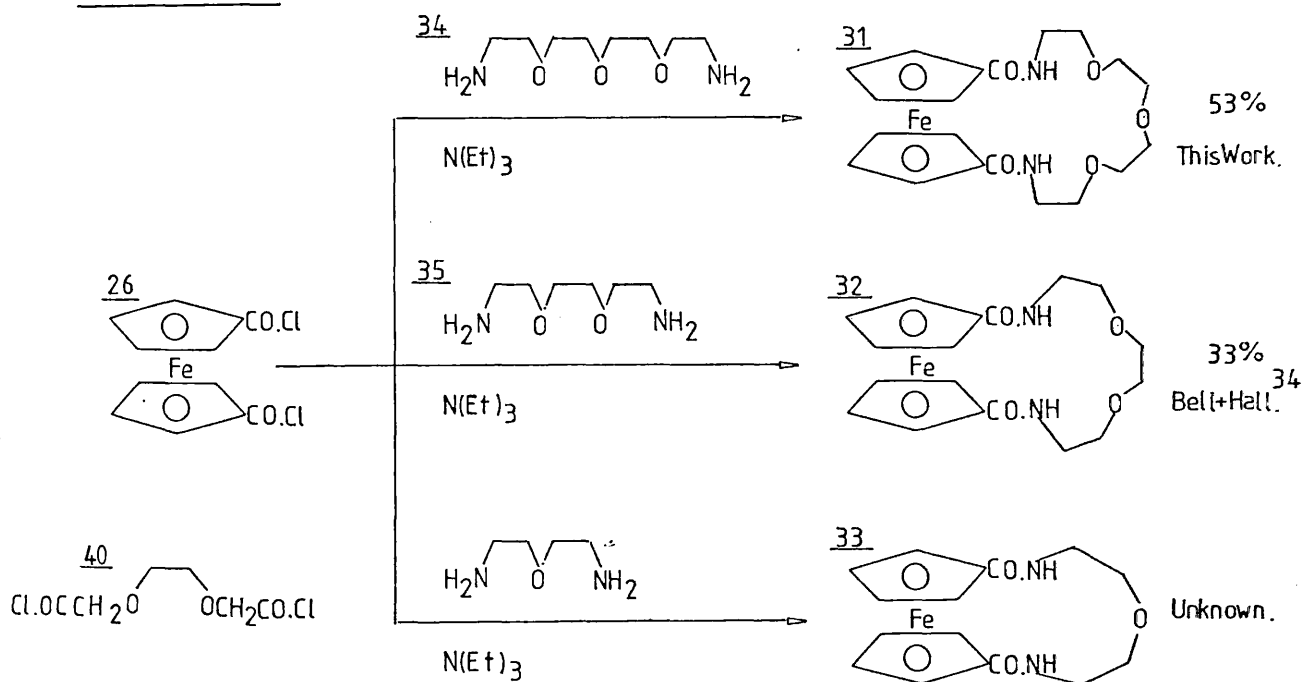 34
H2N O O O NH2
N(Et)3
31
CO.NH O
Fe O
CO.NH O
53%
This Work.
26
CO.Cl
Fe
CO.Cl
35
H2N O O NH2
N(Et)3
32
CO.NH
O
Fe
O
CO.NH
33%
Bell+Hall.34
40
Cl.OCCH2O OCH2CO.Cl
H2N O NH2
N(Et)3
33
CO.NH
Fe O
CO.NH
Unknown.